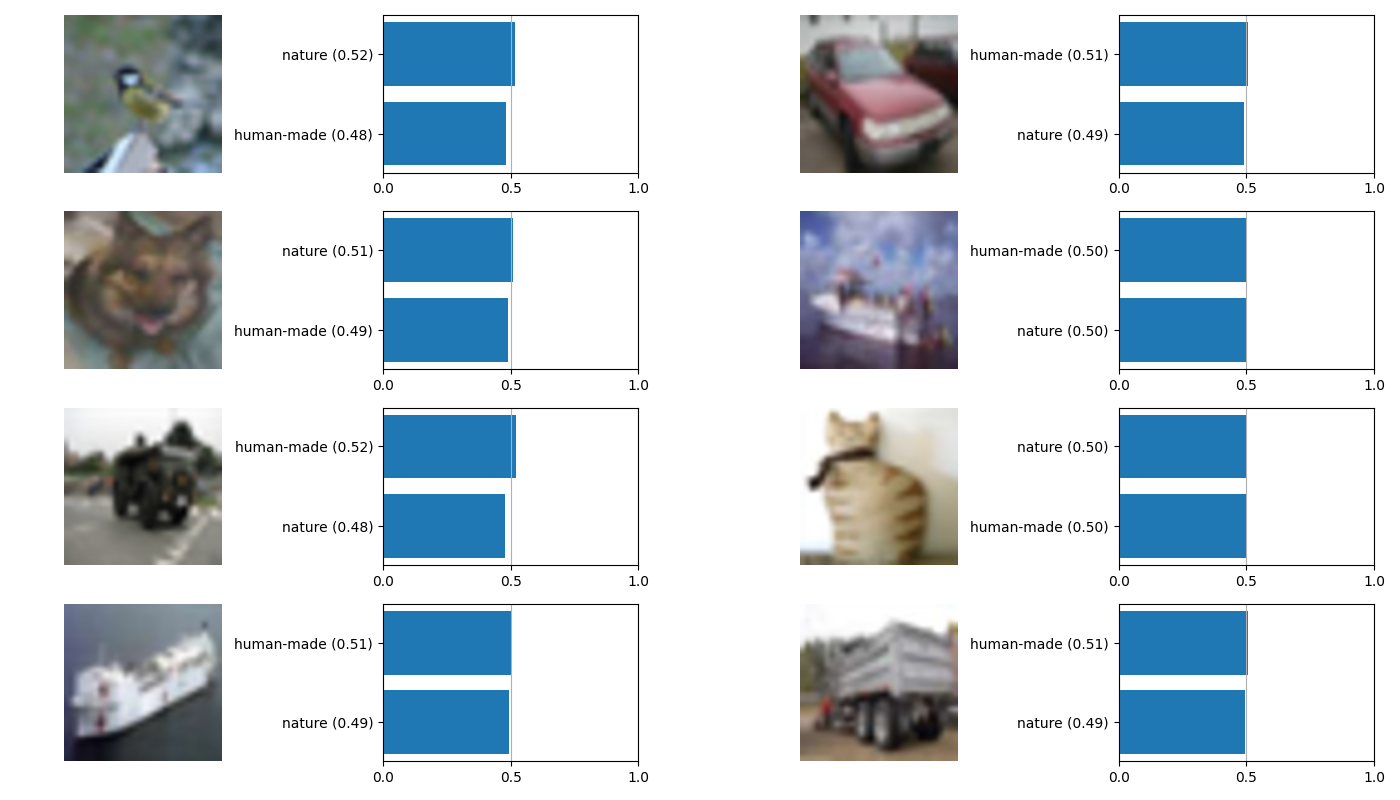 nature (0.52)
human-made (0.48)
0.0 0.5 1.0
human-made (0.51)
nature (0.49)
0.0 0.5 1.0
nature (0.51)
human-made (0.49)
0.0 0.5 1.0
human-made (0.50)
nature (0.50)
0.0 0.5 1.0
human-made (0.52)
nature (0.48)
0.0 0.5 1.0
nature (0.50)
human-made (0.50)
0.0 0.5 1.0
human-made (0.51)
nature (0.49)
0.0 0.5 1.0
human-made (0.51)
nature (0.49)
0.0 0.5 1.0